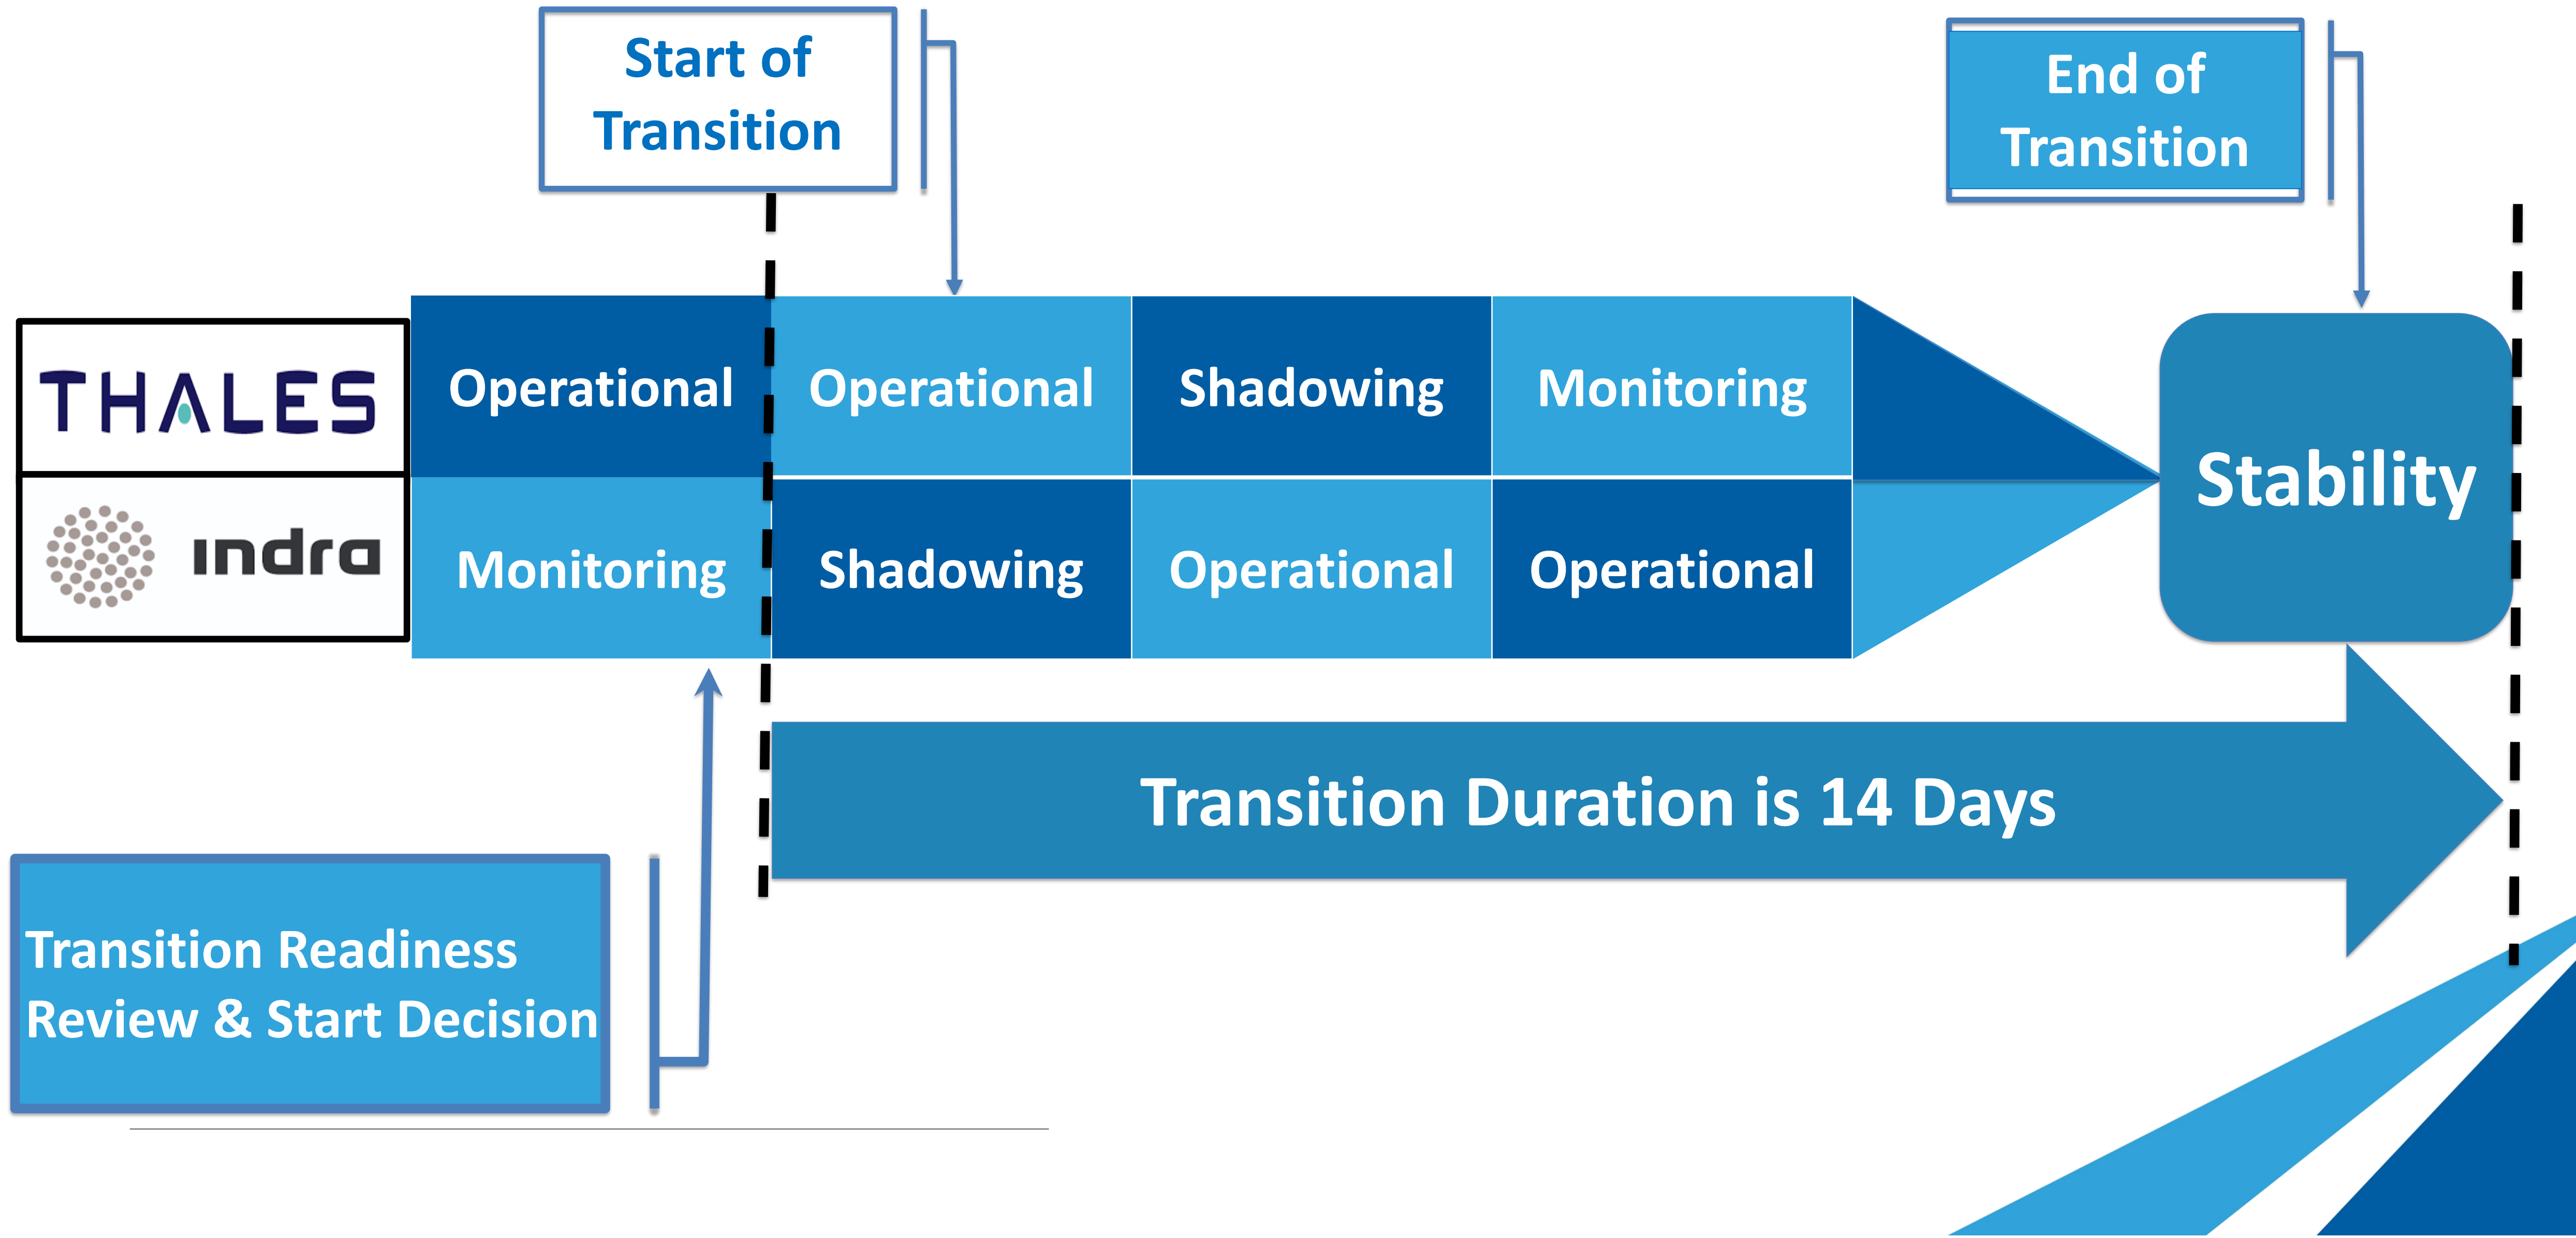 Start of
Transition
End of
Transition
THALES
Operational
Operational
Shadowing
Monitoring
Stability
indra
Monitoring
Shadowing
Operational
Operational
Transition Duration is 14 Days
Transition Readiness
Review & Start Decision